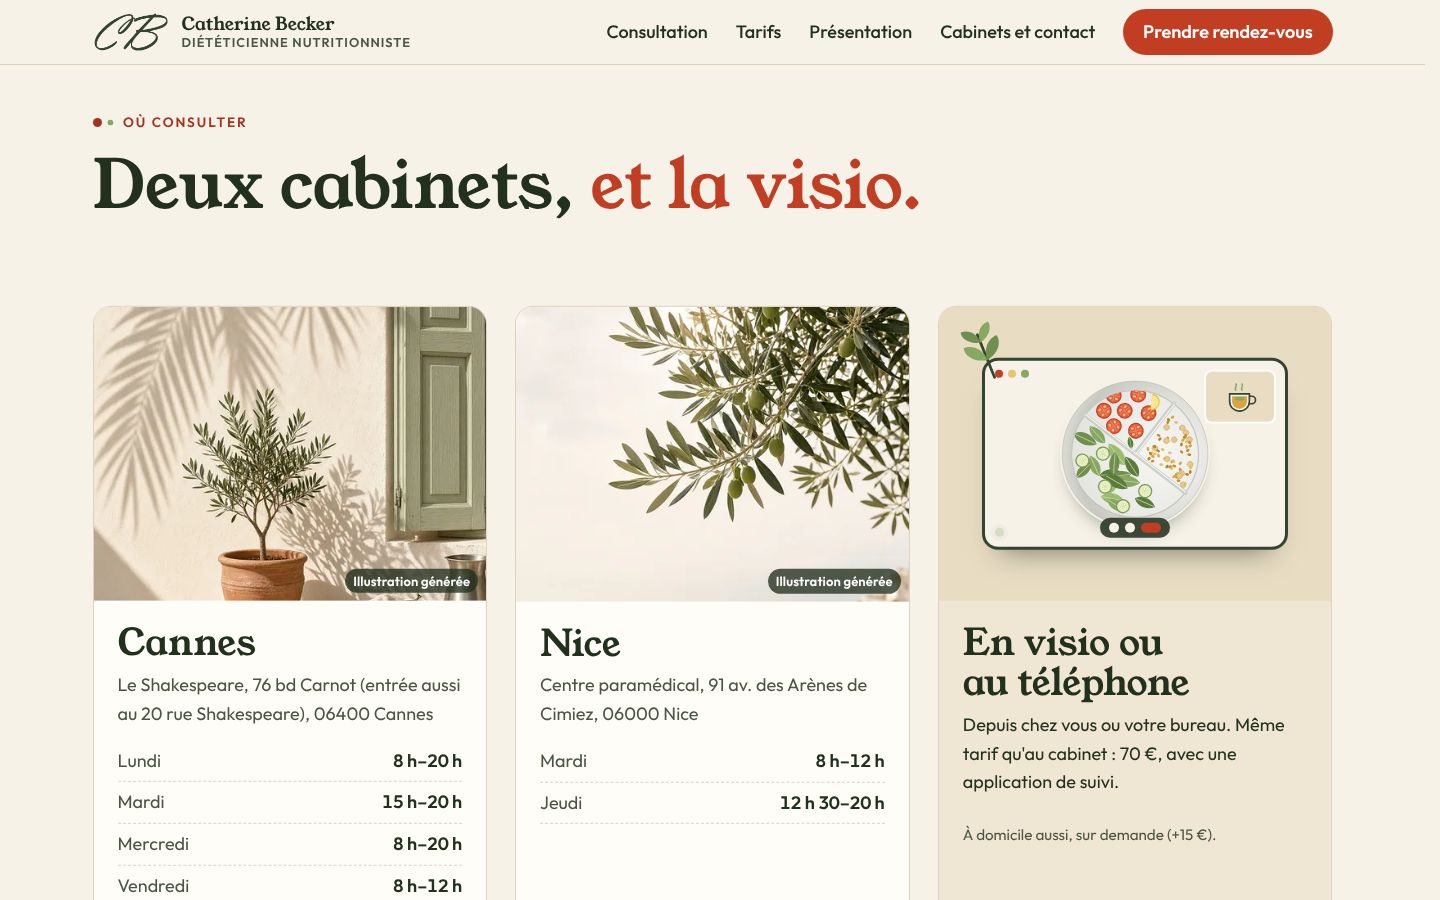 CB
Catherine Becker
DIÉTÉTICIENNE NUTRITIONNISTE
Consultation
Tarifs
Présentation
Cabinets et contact
Prendre rendez-vous
OÙ CONSULTER
Deux cabinets, et la visio.
Illustration générée
Illustration générée
Cannes
Le Shakespeare, 76 bd Carnot (entrée aussi
au 20 rue Shakespeare), 06400 Cannes
Lundi 8 h–20 h
Mardi 15 h–20 h
Mercredi 8 h–20 h
Vendredi 8 h–12 h
Nice
Centre paramédical, 91 av. des Arènes de
Cimiez, 06000 Nice
Mardi 8 h–12 h
Jeudi 12 h 30–20 h
En visio ou
au téléphone
Depuis chez vous ou votre bureau. Même
tarif qu'au cabinet : 70 €, avec une
application de suivi.
À domicile aussi, sur demande (+15 €).